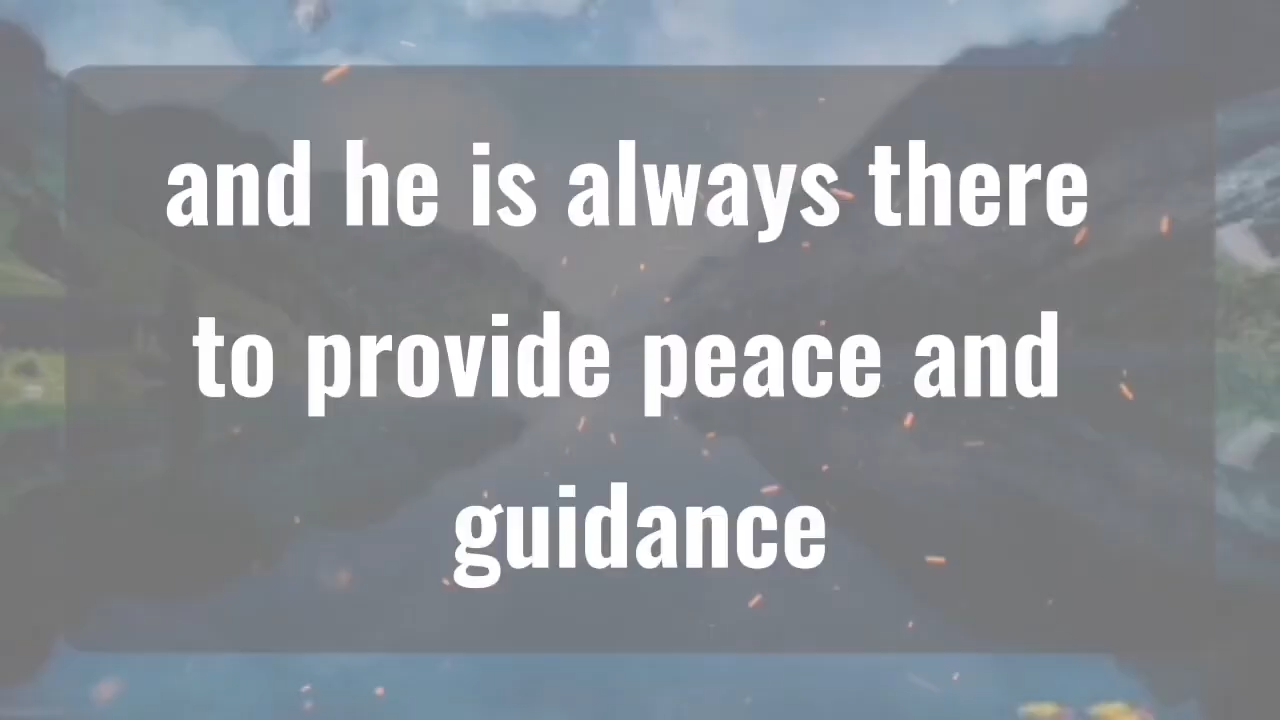 and he is always there
to provide peace and
guidance